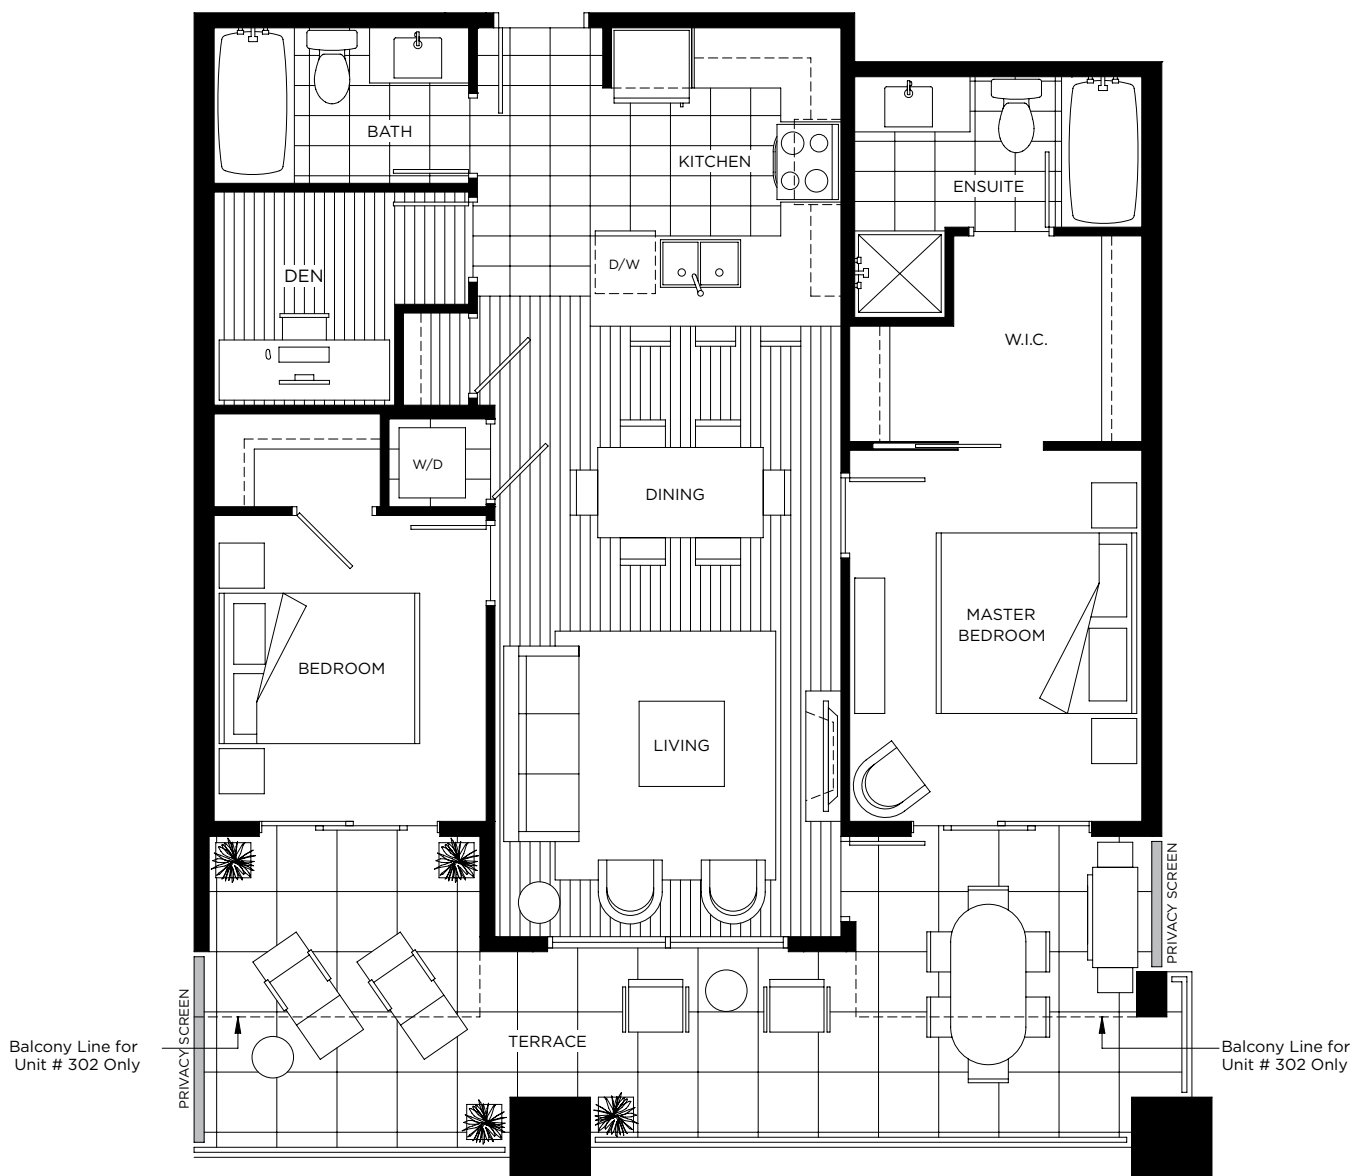 BATH
KITCHEN
ENSUITE
DEN
D/W
W.I.C.
W/D
DINING
MASTER
BEDROOM
BEDROOM
LIVING
PRIVACY SCREEN
PRIVACY SCREEN
TERRACE
Balcony Line for
Unit # 302 Only
Balcony Line for
Unit # 302 Only